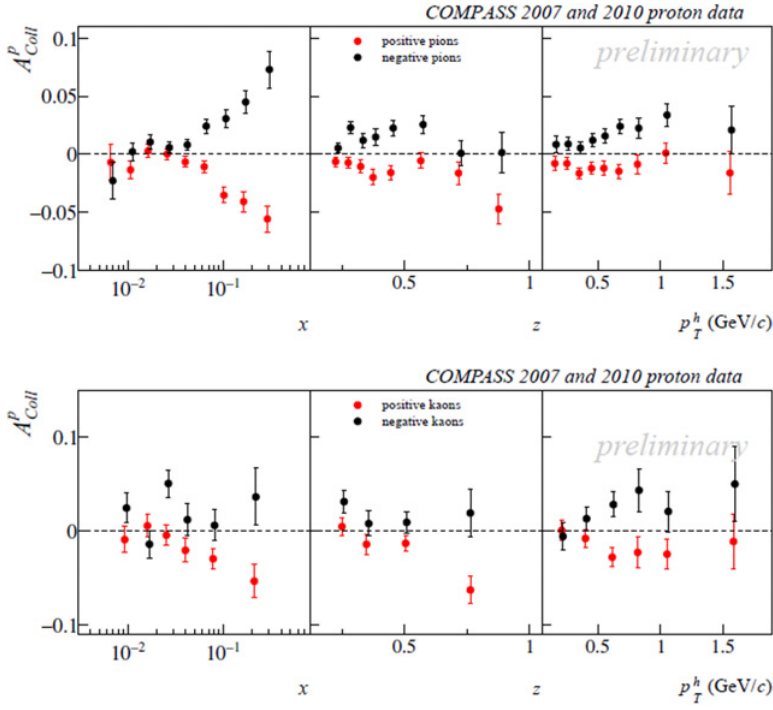 COMPASS 2007 and 2010 proton data
A^p_Coll
0.1
0.05
0
−0.05
−0.1
positive pions
negative pions
preliminary
10^−2
10^−1
0.5
1
0.5
1
1.5
x
z
p_T^h (GeV/c)
COMPASS 2007 and 2010 proton data
A^p_Coll
0.1
0
−0.1
positive kaons
negative kaons
preliminary
10^−2
10^−1
0.5
1
0.5
1
1.5
x
z
p_T^h (GeV/c)